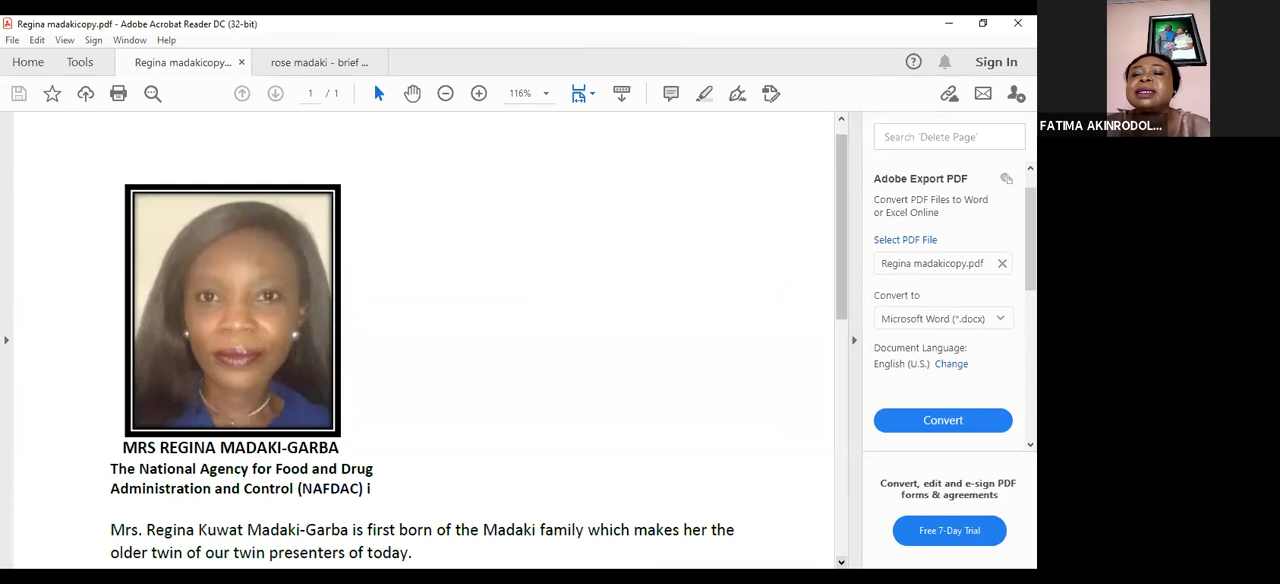 Regina madakicopy.pdf - Adobe Acrobat Reader DC (32-bit)
File Edit View Sign Window Help
Home Tools Regina madakicopy... × rose madaki - brief ... Sign In
1 / 1 116%
Search 'Delete Page'
Adobe Export PDF
Convert PDF Files to Word
or Excel Online
Select PDF File
Regina madakicopy.pdf
Convert to
Microsoft Word (*.docx)
Document Language:
English (U.S.) Change
Convert
Convert, edit and e-sign PDF
forms & agreements
Free 7-Day Trial
MRS REGINA MADAKI-GARBA
The National Agency for Food and Drug
Administration and Control (NAFDAC) i
Mrs. Regina Kuwat Madaki-Garba is first born of the Madaki family which makes her the
older twin of our twin presenters of today.
FATIMA AKINRODOL...